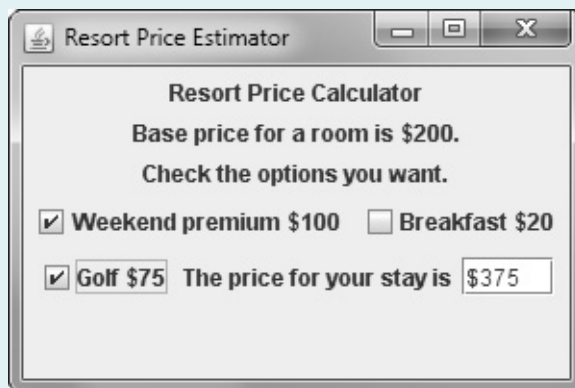 Resort Price Estimator
Resort Price Calculator
Base price for a room is $200.
Check the options you want.
Weekend premium $100 Breakfast $20
Golf $75 The price for your stay is $375